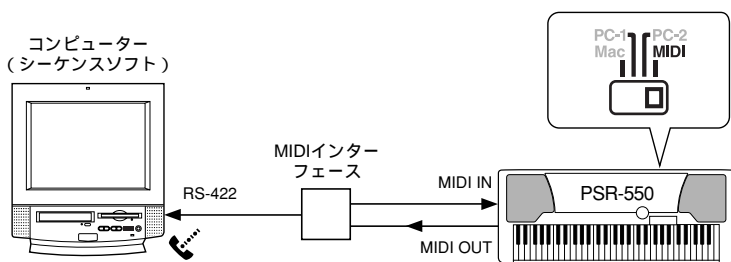 コンピューター
(シーケンスソフト)
RS-422
MIDIインター
フェース
MIDI IN
MIDI OUT
PSR-550
PC-1 PC-2
Mac MIDI